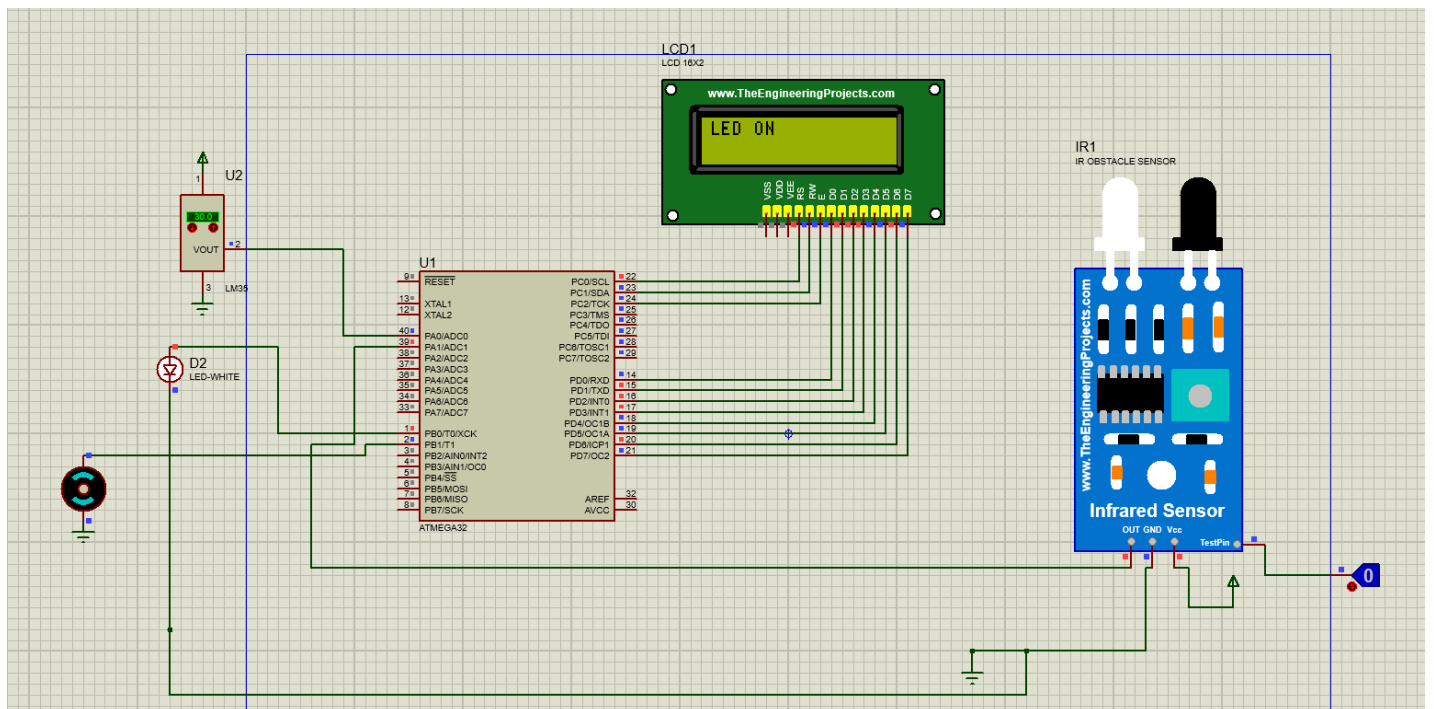 LCD1
LCD 16X2
www.TheEngineeringProjects.com
LED ON
VSS VDD VEE RS RW E D0 D1 D2 D3 D4 D5 D6 D7
IR1
IR OBSTACLE SENSOR
U2
1
30.0
VOUT
2
3
LM35
D2
LED-WHITE
U1
9 RESET
13 XTAL1
12 XTAL2
40 PA0/ADC0
39 PA1/ADC1
38 PA2/ADC2
37 PA3/ADC3
36 PA4/ADC4
35 PA5/ADC5
34 PA6/ADC6
33 PA7/ADC7
1 PB0/T0/XCK
2 PB1/T1
3 PB2/AIN0/INT2
4 PB3/AIN1/OC0
5 PB4/SS
6 PB5/MOSI
7 PB6/MISO
8 PB7/SCK
PC0/SCL 22
PC1/SDA 23
PC2/TCK 24
PC3/TMS 25
PC4/TDO 26
PC5/TDI 27
PC6/TOSC1 28
PC7/TOSC2 29
PD0/RXD 14
PD1/TXD 15
PD2/INT0 16
PD3/INT1 17
PD4/OC1B 18
PD5/OC1A 19
PD6/ICP1 20
PD7/OC2 21
AREF 32
AVCC 30
ATMEGA32
www.TheEngineeringProjects.com
Infrared Sensor
OUT GND Vcc
TestPin
0